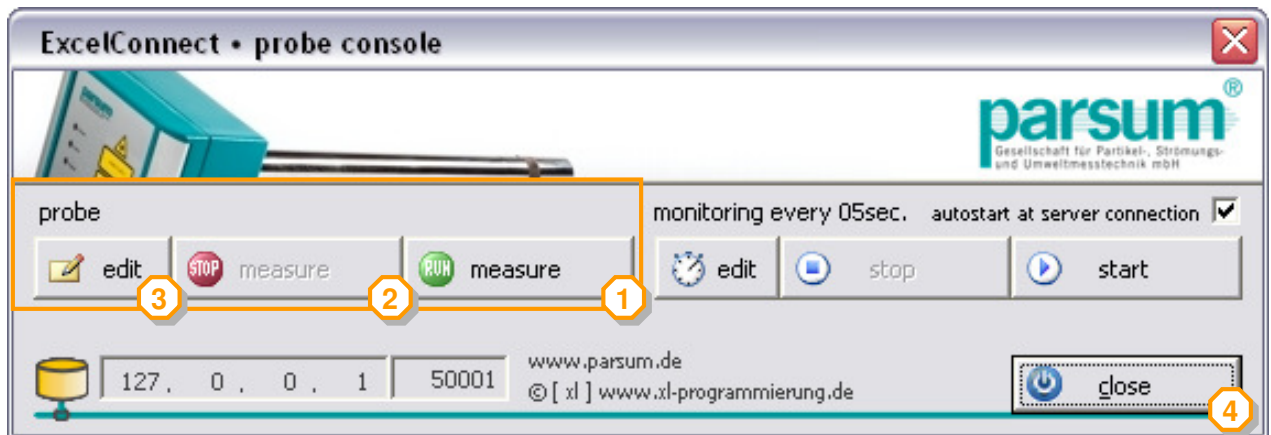 ExcelConnect • probe console
parsum®
Gesellschaft für Partikel-, Strömungs-
und Umweltmesstechnik mbH
probe
monitoring every 05sec. autostart at server connection
edit STOP measure RUN measure edit stop start
3 2 1
127. 0. 0. 1 50001
www.parsum.de
© [ xl ] www.xl-programmierung.de
close
4